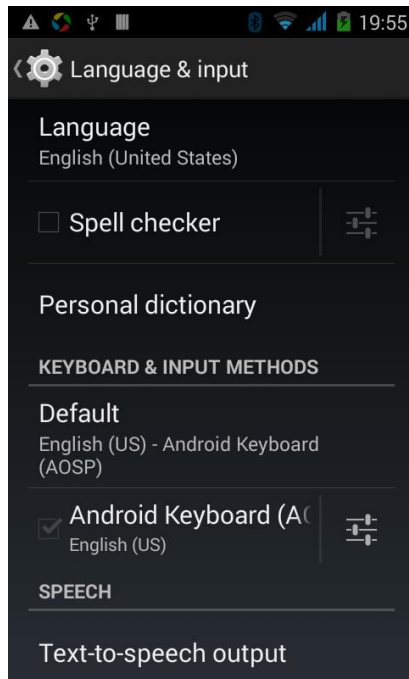 19:55
Language & input
Language
English (United States)
Spell checker
Personal dictionary
KEYBOARD & INPUT METHODS
Default
English (US) - Android Keyboard
(AOSP)
Android Keyboard (A
English (US)
SPEECH
Text-to-speech output